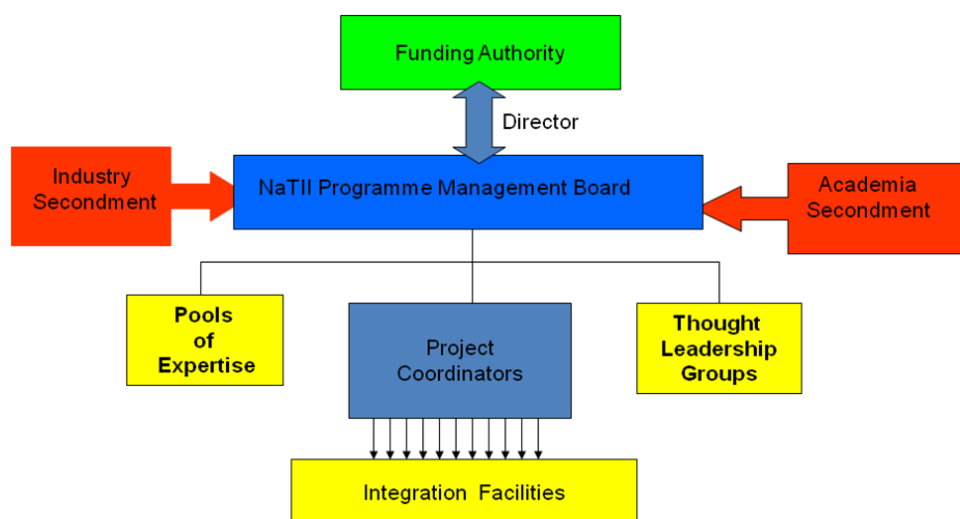 Funding Authority
Director
Industry
Secondment
NaTII Programme Management Board
Academia
Secondment
Pools
of
Expertise
Project
Coordinators
Thought
Leadership
Groups
Integration Facilities